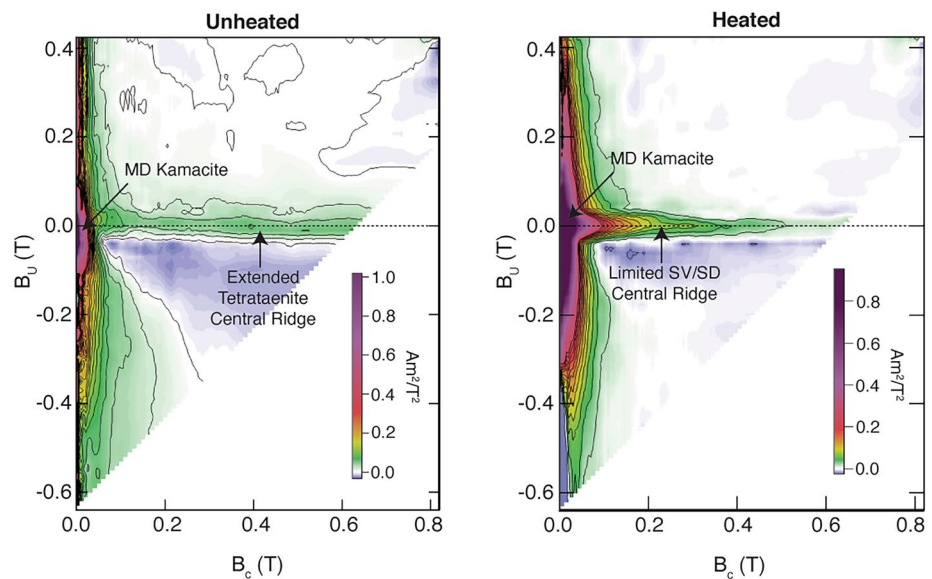 Unheated
0.4
0.2
0.0
-0.2
-0.4
-0.6
B_U (T)
MD Kamacite
Extended
Tetrataenite
Central Ridge
1.0
0.8
0.6
0.4
0.2
0.0
Am²/T²
0.0 0.2 0.4 0.6 0.8
B_c (T)
Heated
0.4
0.2
0.0
-0.2
-0.4
-0.6
B_U (T)
MD Kamacite
Limited SV/SD
Central Ridge
0.8
0.6
0.4
0.2
0.0
Am²/T²
0.0 0.2 0.4 0.6 0.8
B_c (T)